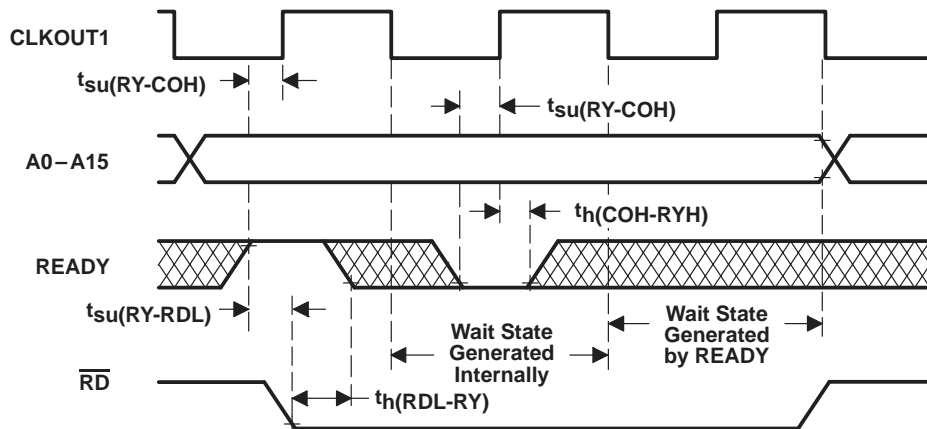 CLKOUT1
tsu(RY-COH)
tsu(RY-COH)
A0–A15
th(COH-RYH)
READY
tsu(RY-RDL)
Wait State
Generated
Internally
Wait State
Generated
by READY
RD
th(RDL-RY)